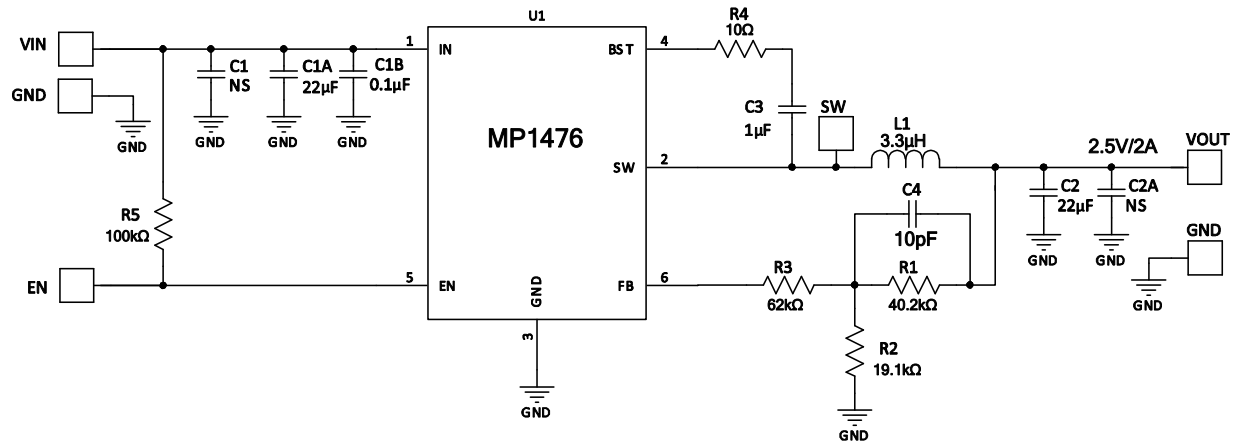 U1
VIN
GND
GND
C1
NS
GND
C1A
22µF
GND
C1B
0.1µF
GND
R5
100kΩ
EN
1
IN
5
EN
MP1476
GND
3
GND
BST
4
SW
2
FB
6
R4
10Ω
C3
1µF
SW
L1
3.3µH
2.5V/2A
VOUT
C4
10pF
C2
22µF
GND
C2A
NS
GND
GND
GND
R3
62kΩ
R1
40.2kΩ
R2
19.1kΩ
GND